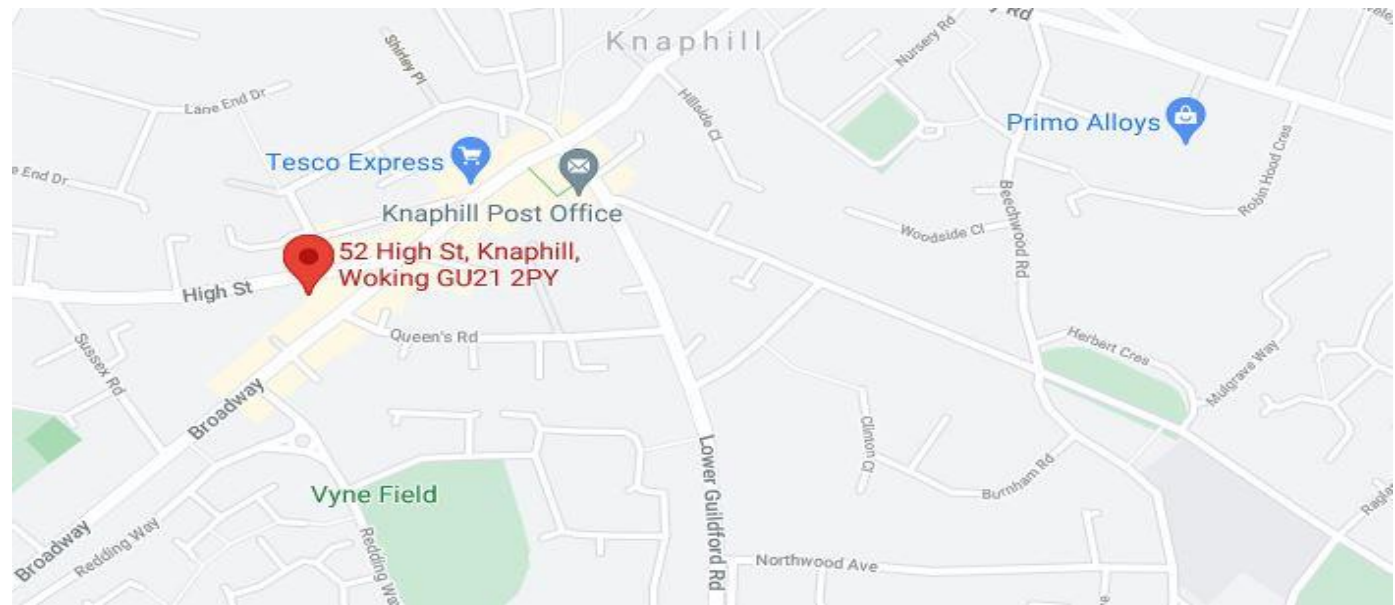 Knaphill
Shirley Pl
Nursery Rd
Hillside Cl
Lane End Dr
Primo Alloys
Tesco Express
Robin Hood Cres
Beechwood Rd
End Dr
Knaphill Post Office
Woodside Cl
52 High St, Knaphill,
Woking GU21 2PY
High St
Queen's Rd
Sussex Rd
Herbert Cres
Mulgrave Way
Broadway
Clinton Cl
Lower Guildford Rd
Burnham Rd
Vyne Field
Broadway
Redding Way
Redding Way
Northwood Ave